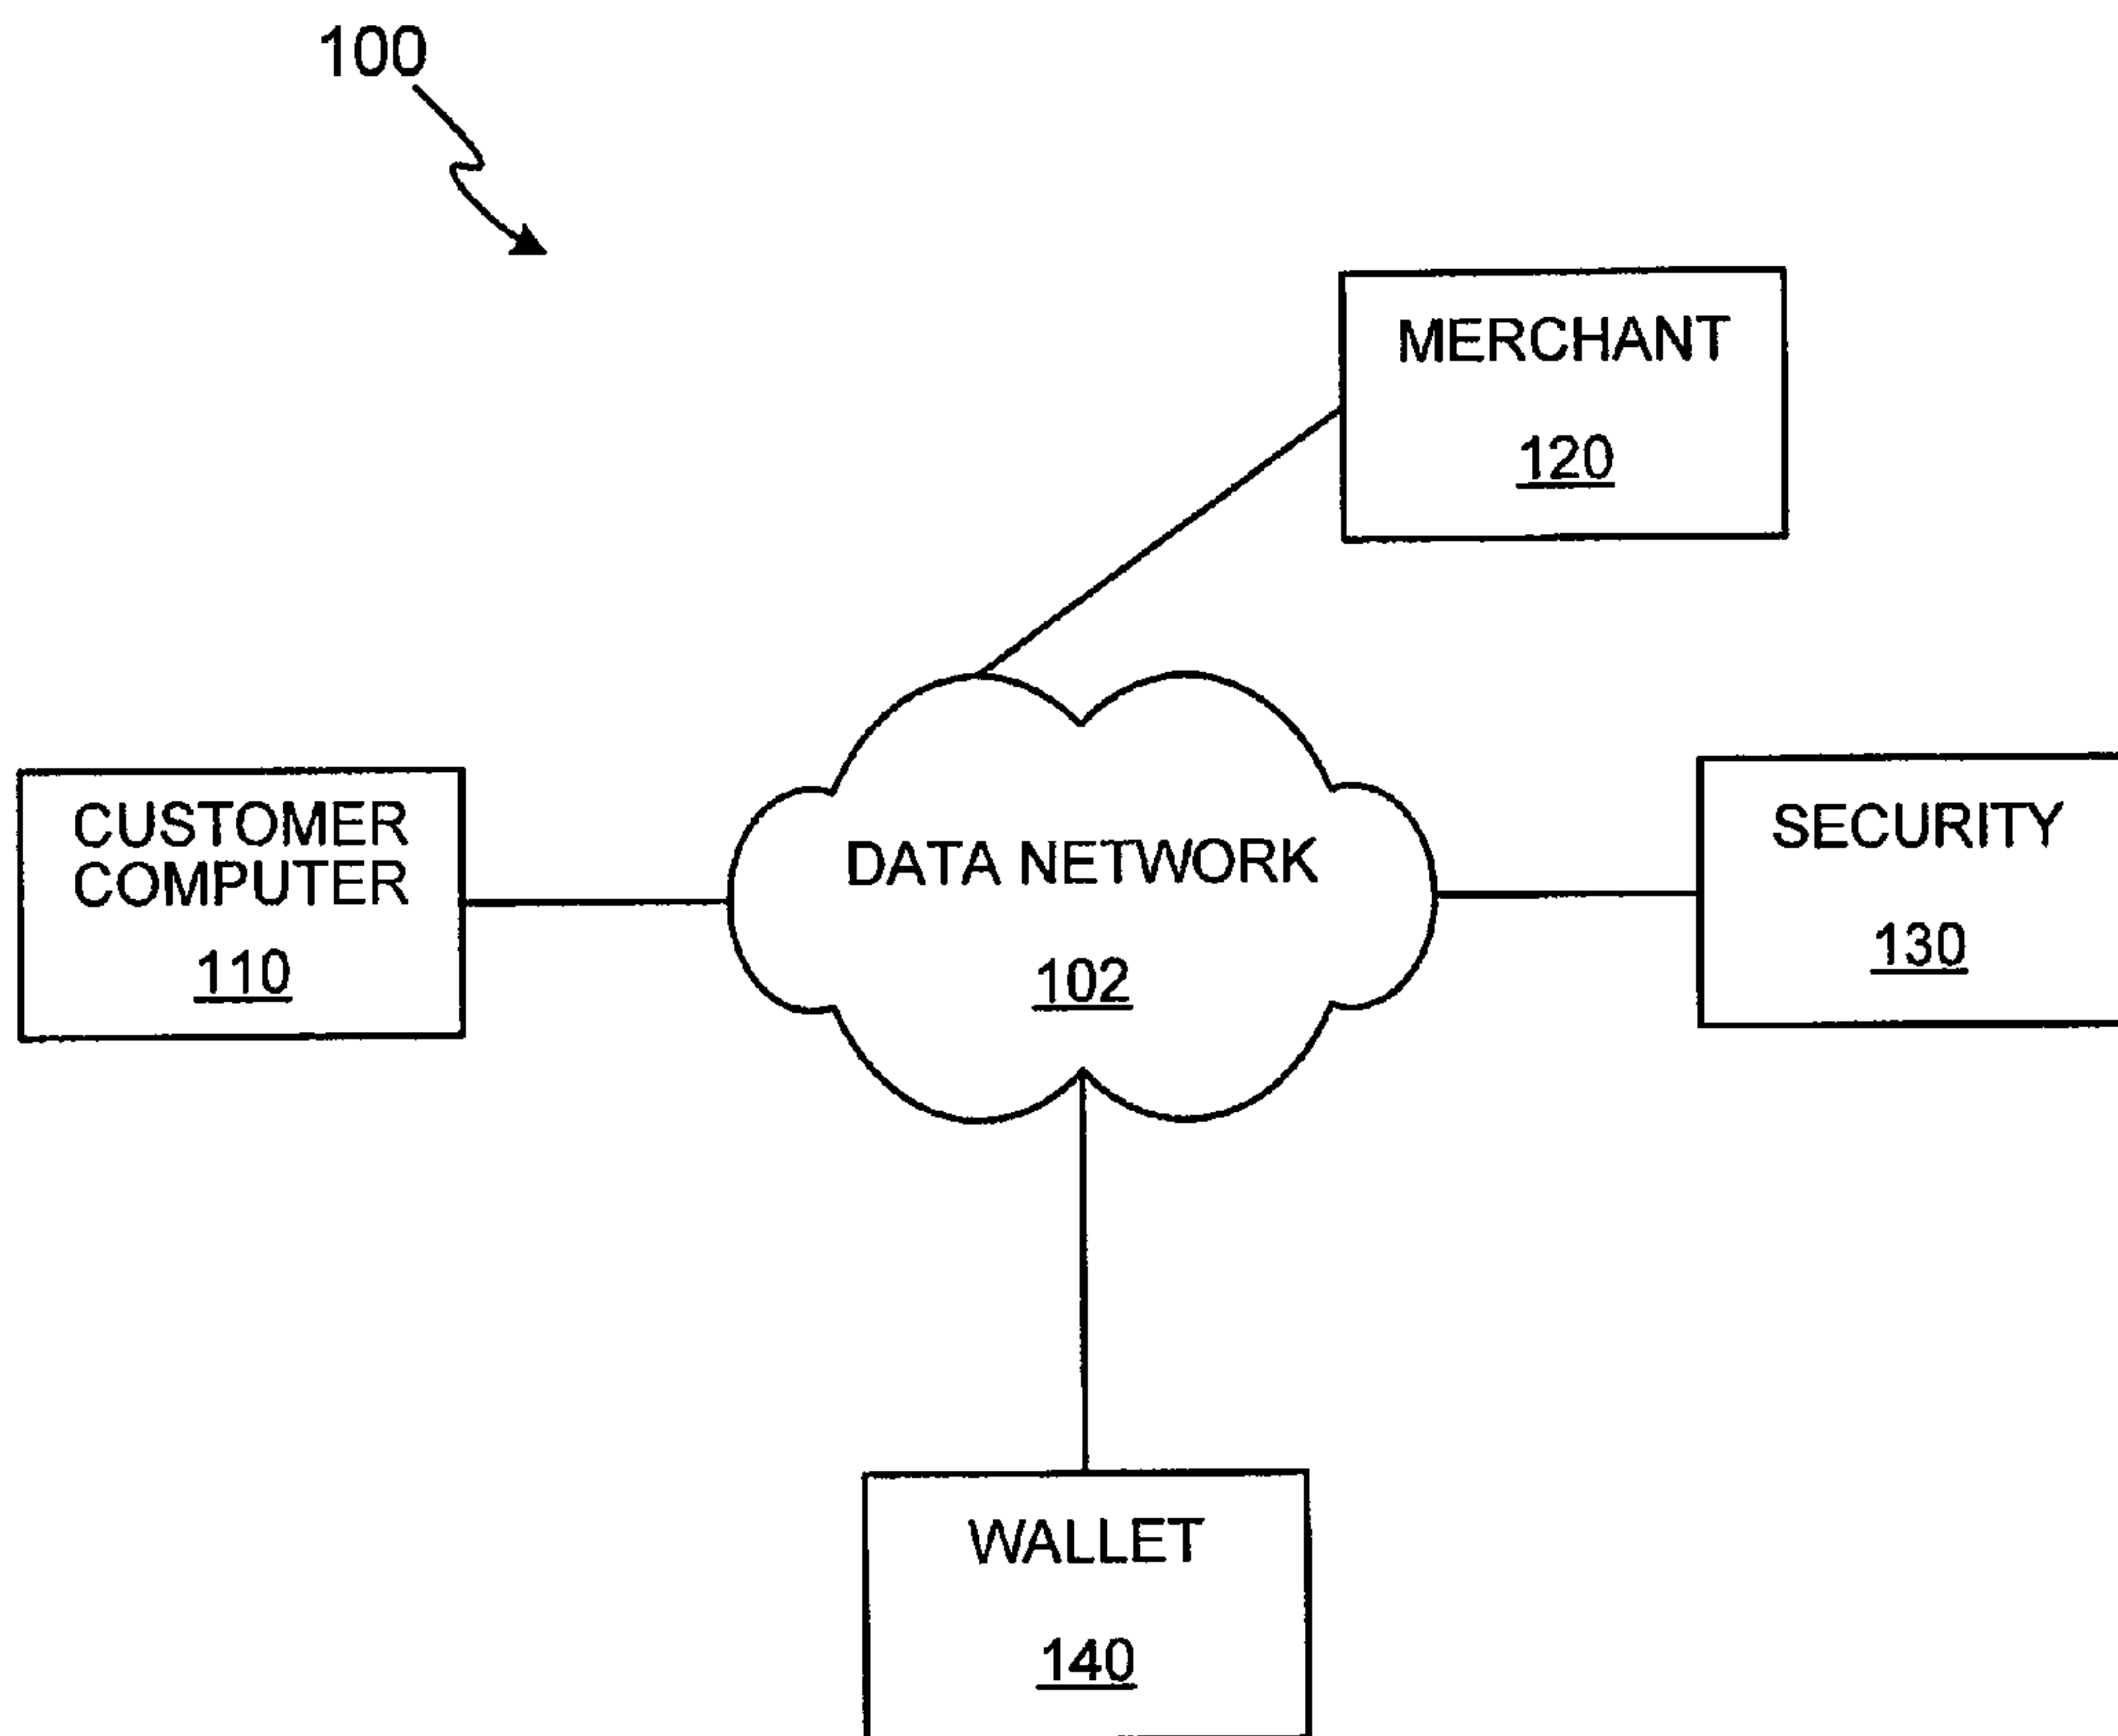 100
MERCHANT
120
CUSTOMER
COMPUTER
110
DATA NETWORK
102
SECURITY
130
WALLET
140